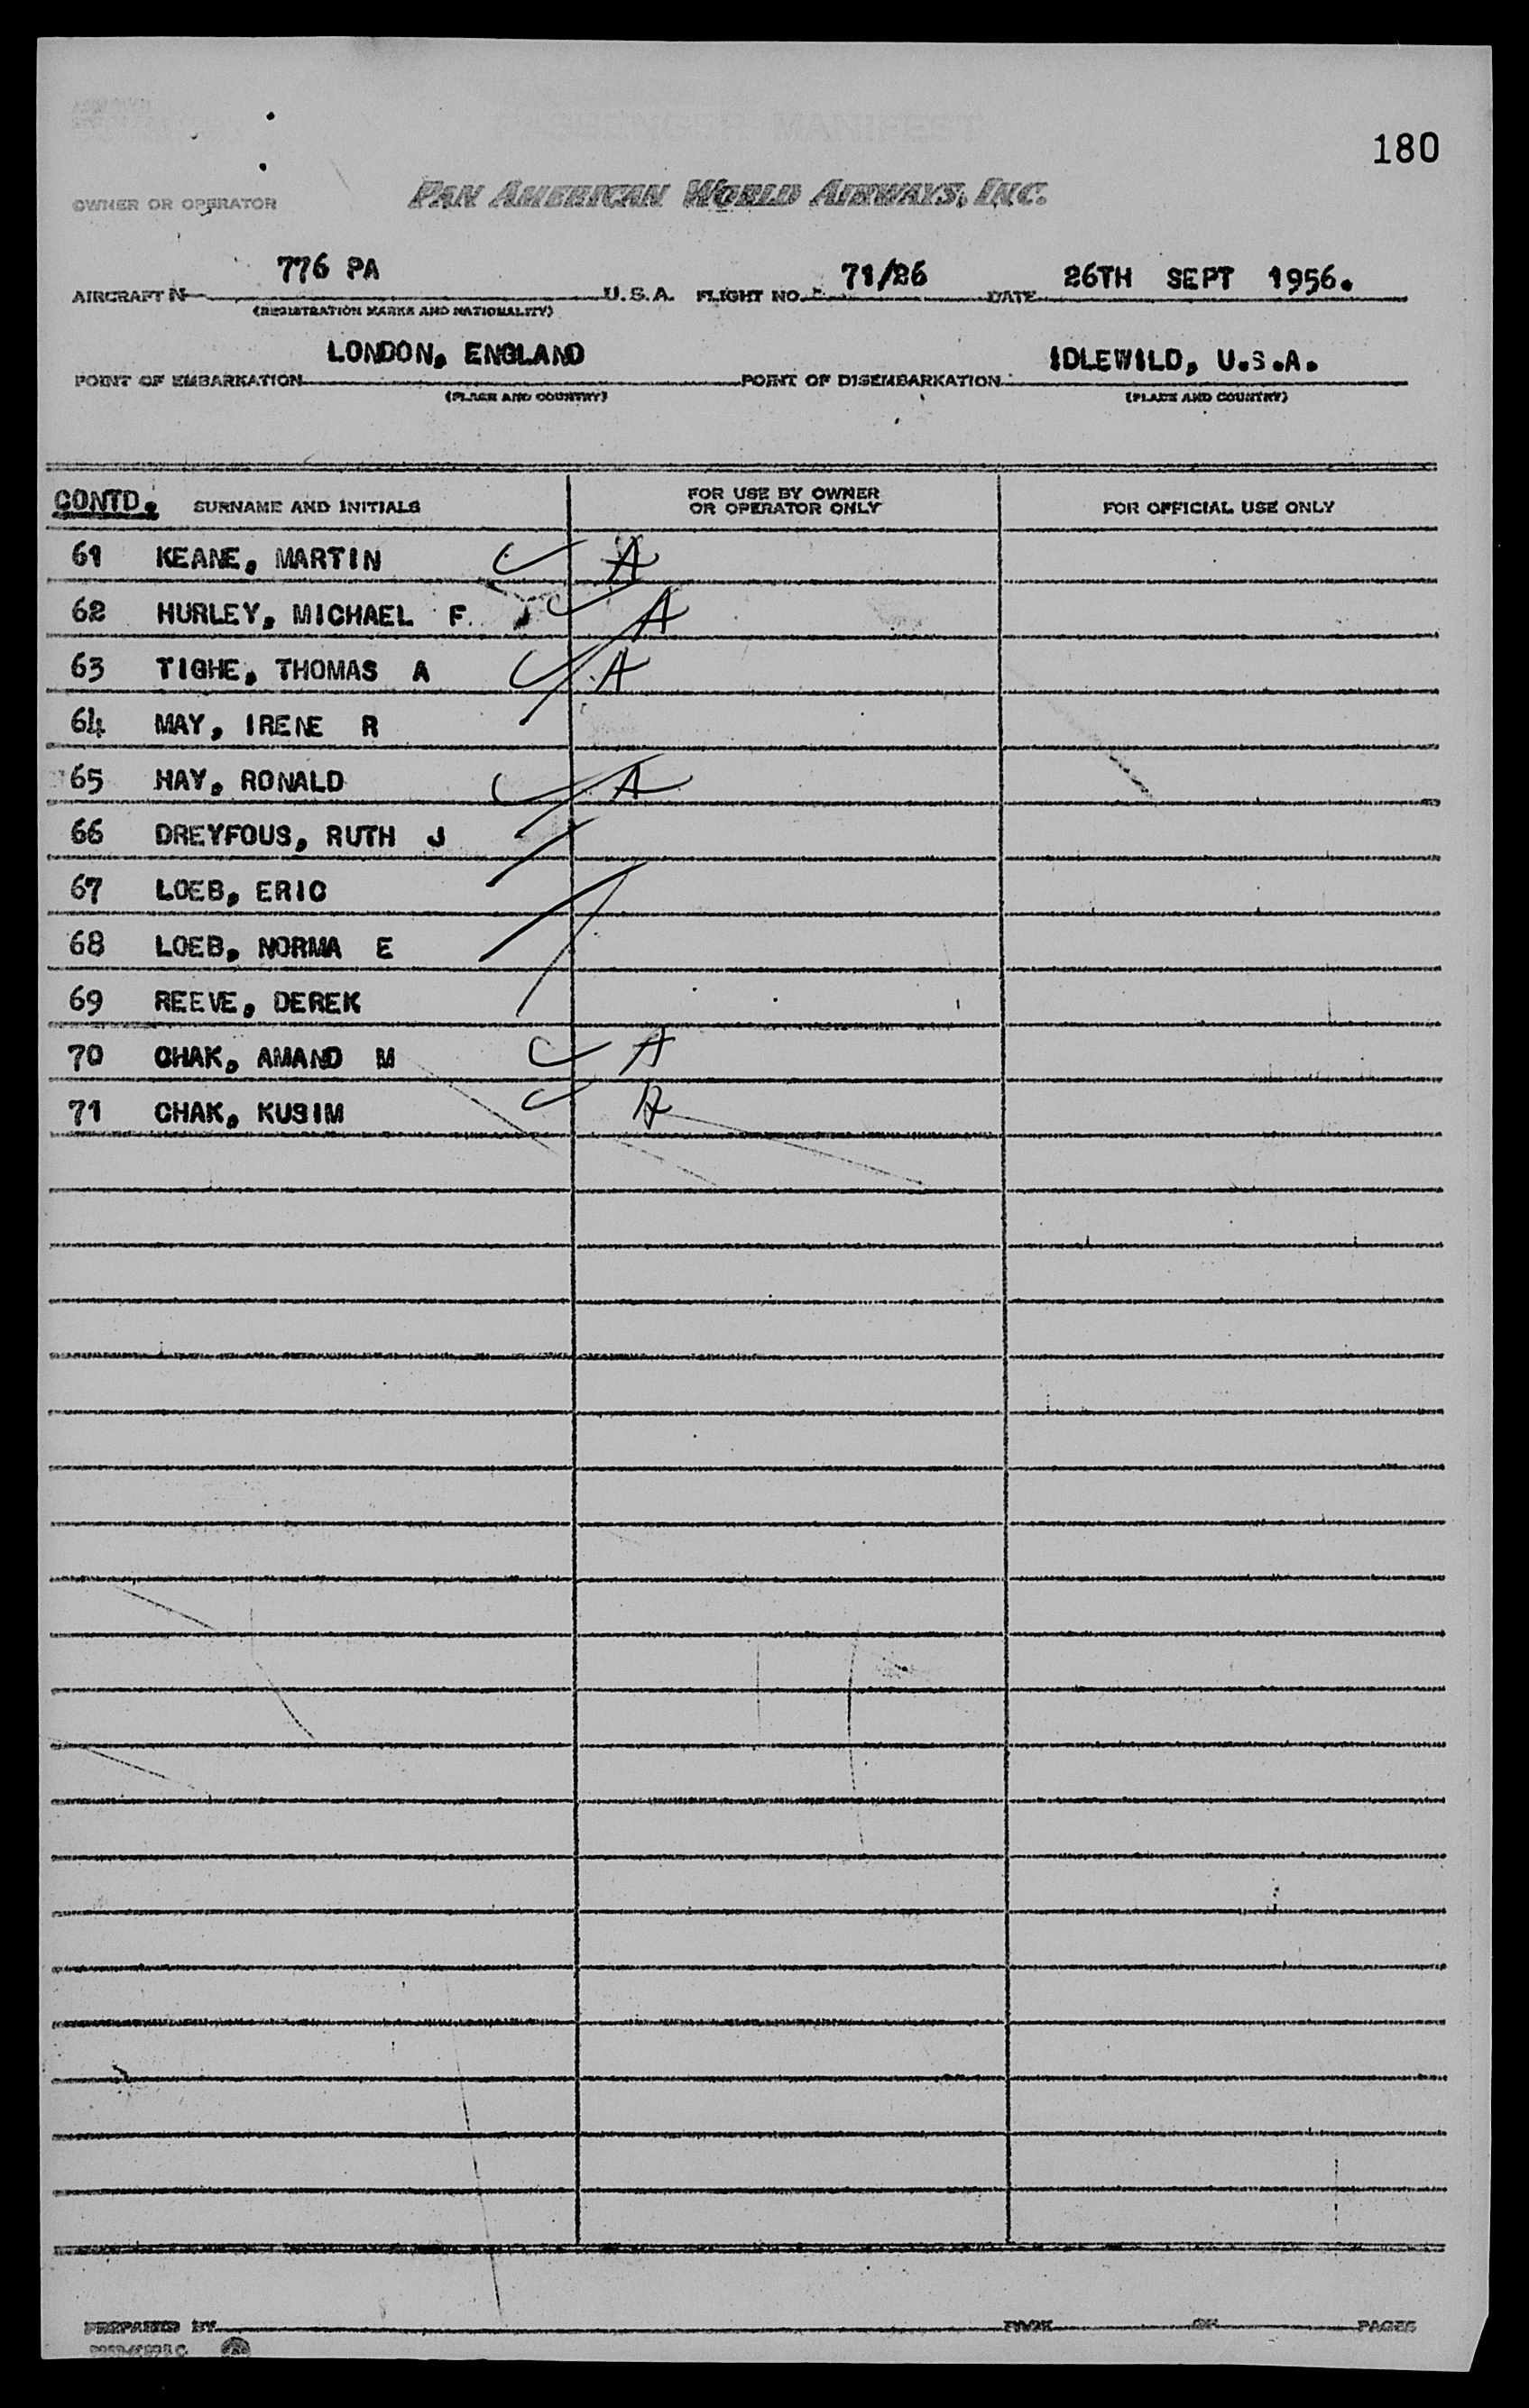 PASSENGER MANIFEST
180
OWNER OR OPERATOR PAN AMERICAN WORLD AIRWAYS, INC.
AIRCRAFT N 776 PA U.S.A. FLIGHT NO. 71/26 DATE 26TH SEPT 1956.
(REGISTRATION MARKS AND NATIONALITY)
POINT OF EMBARKATION LONDON, ENGLAND POINT OF DISEMBARKATION IDLEWILD, U.S.A.
(PLACE AND COUNTRY) (PLACE AND COUNTRY)
CONTD. SURNAME AND INITIALS FOR USE BY OWNER OR OPERATOR ONLY FOR OFFICIAL USE ONLY
61 KEANE, MARTIN A
62 HURLEY, MICHAEL F. A
63 TIGHE, THOMAS A A
64 MAY, IRENE R
65 HAY, RONALD A
66 DREYFOUS, RUTH J
67 LOEB, ERIC
68 LOEB, NORMA E
69 REEVE, DEREK
70 CHAK, AMAND M A
71 CHAK, KUSIM A
PREPARED BY PAGE OF PAGES